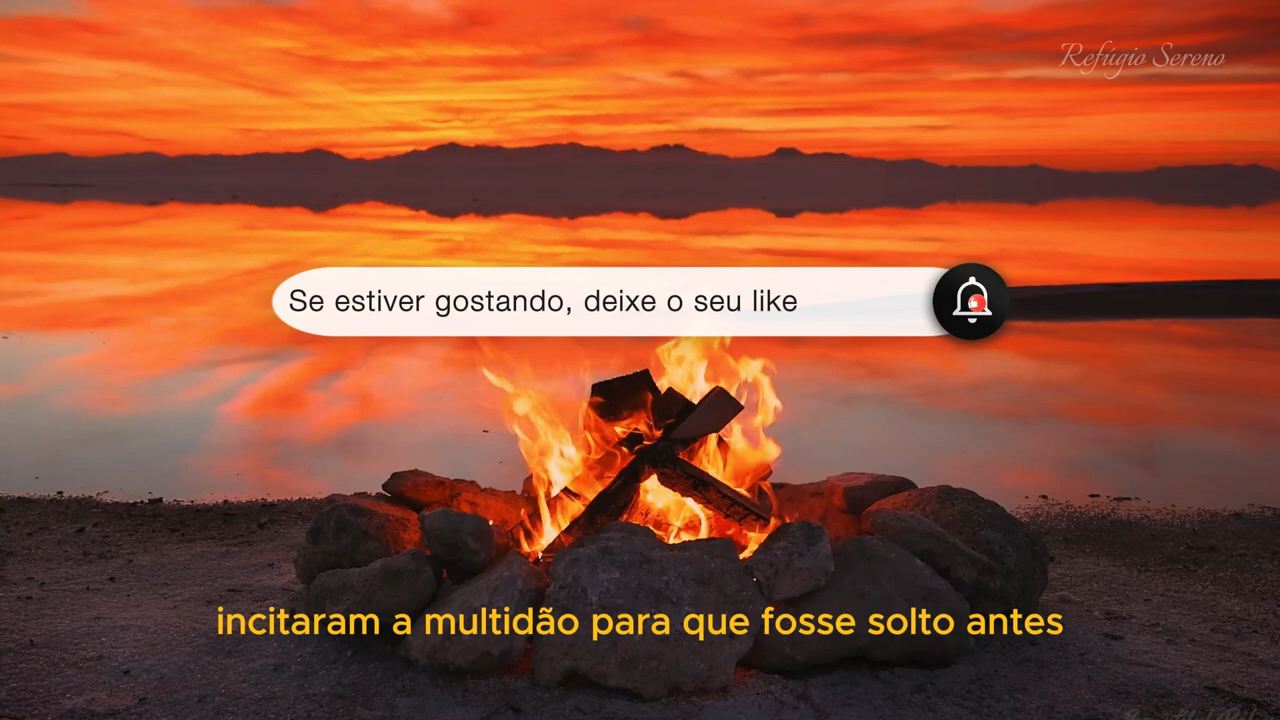 Refúgio Sereno
Se estiver gostando, deixe o seu like
incitaram a multidão para que fosse solto antes